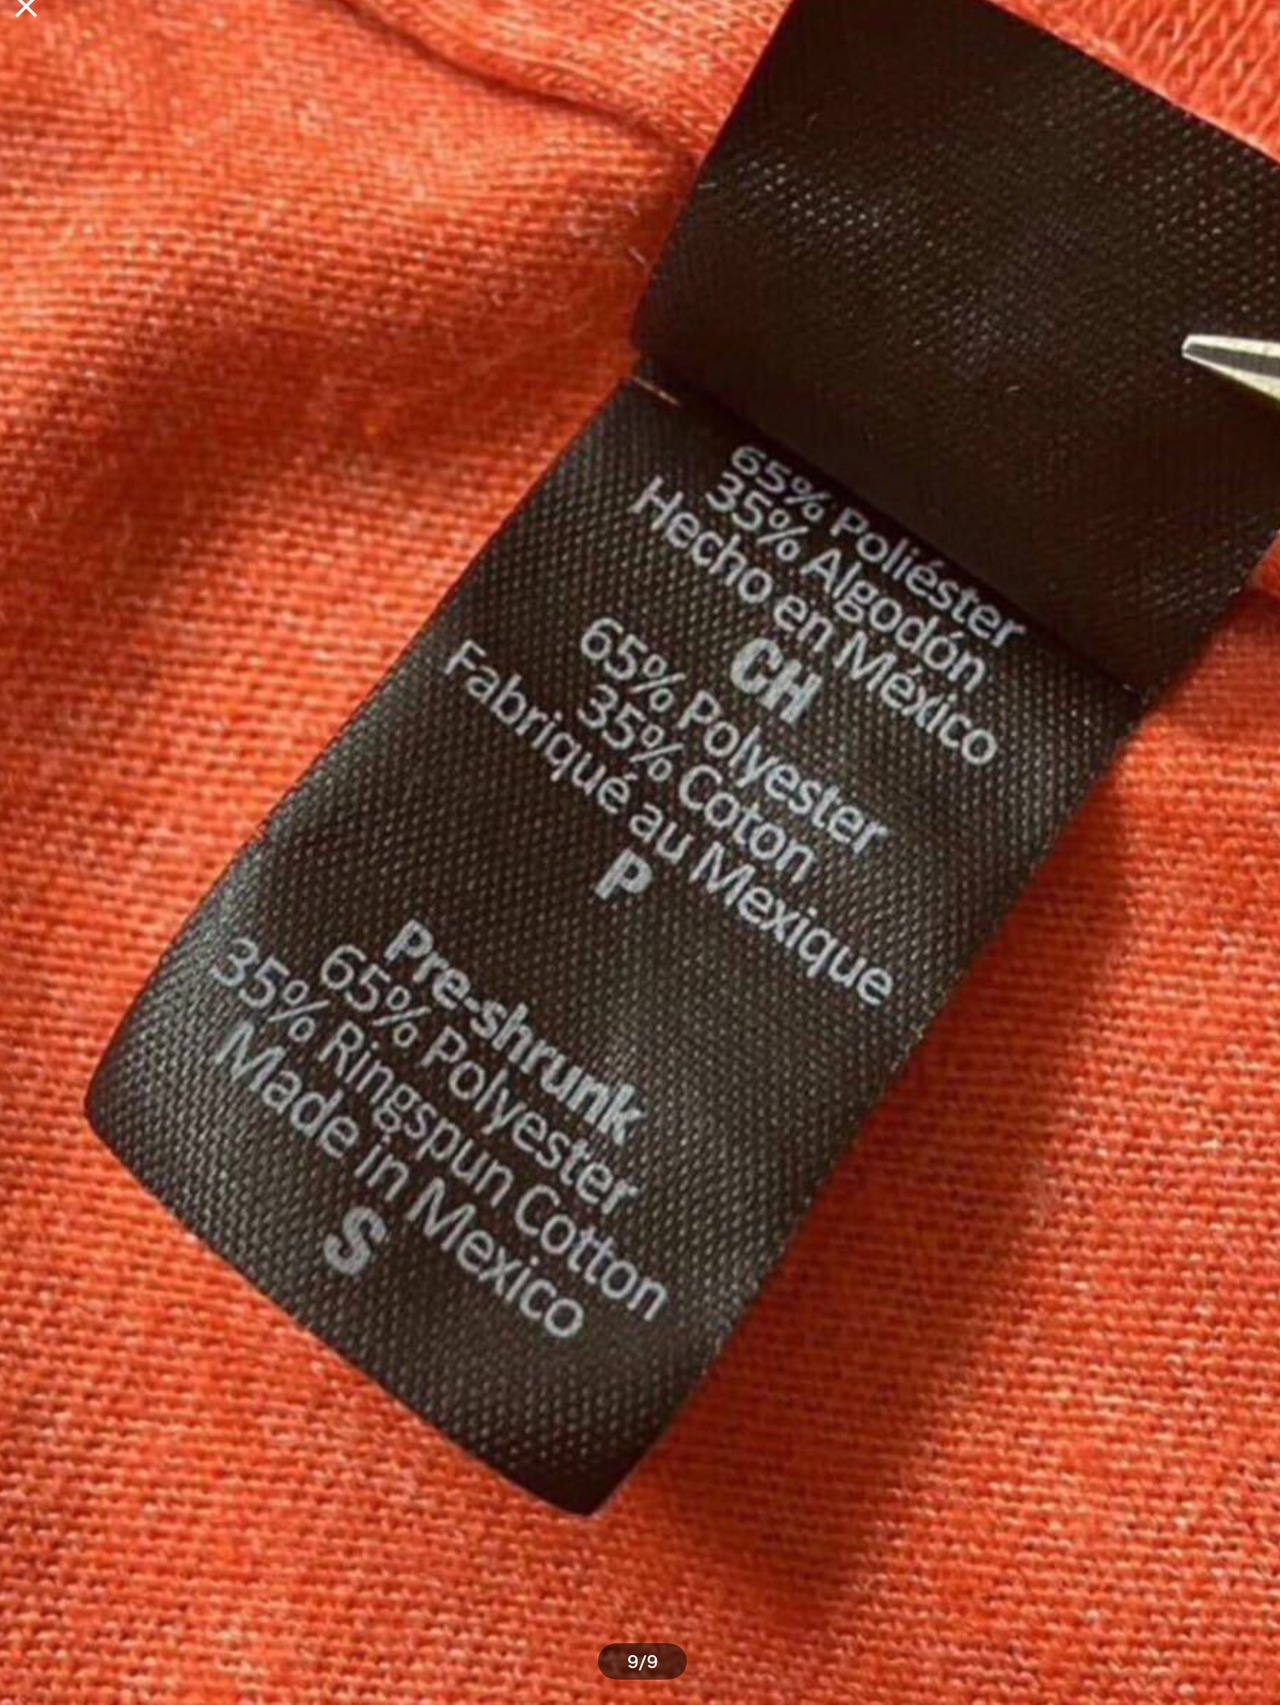 65% Poliéster
35% Algodón
Hecho en México
CH
65% Polyester
35% Coton
Fabriqué au Mexique
P
Pre-shrunk
65% Polyester
35% Ringspun Cotton
Made in Mexico
S
9/9